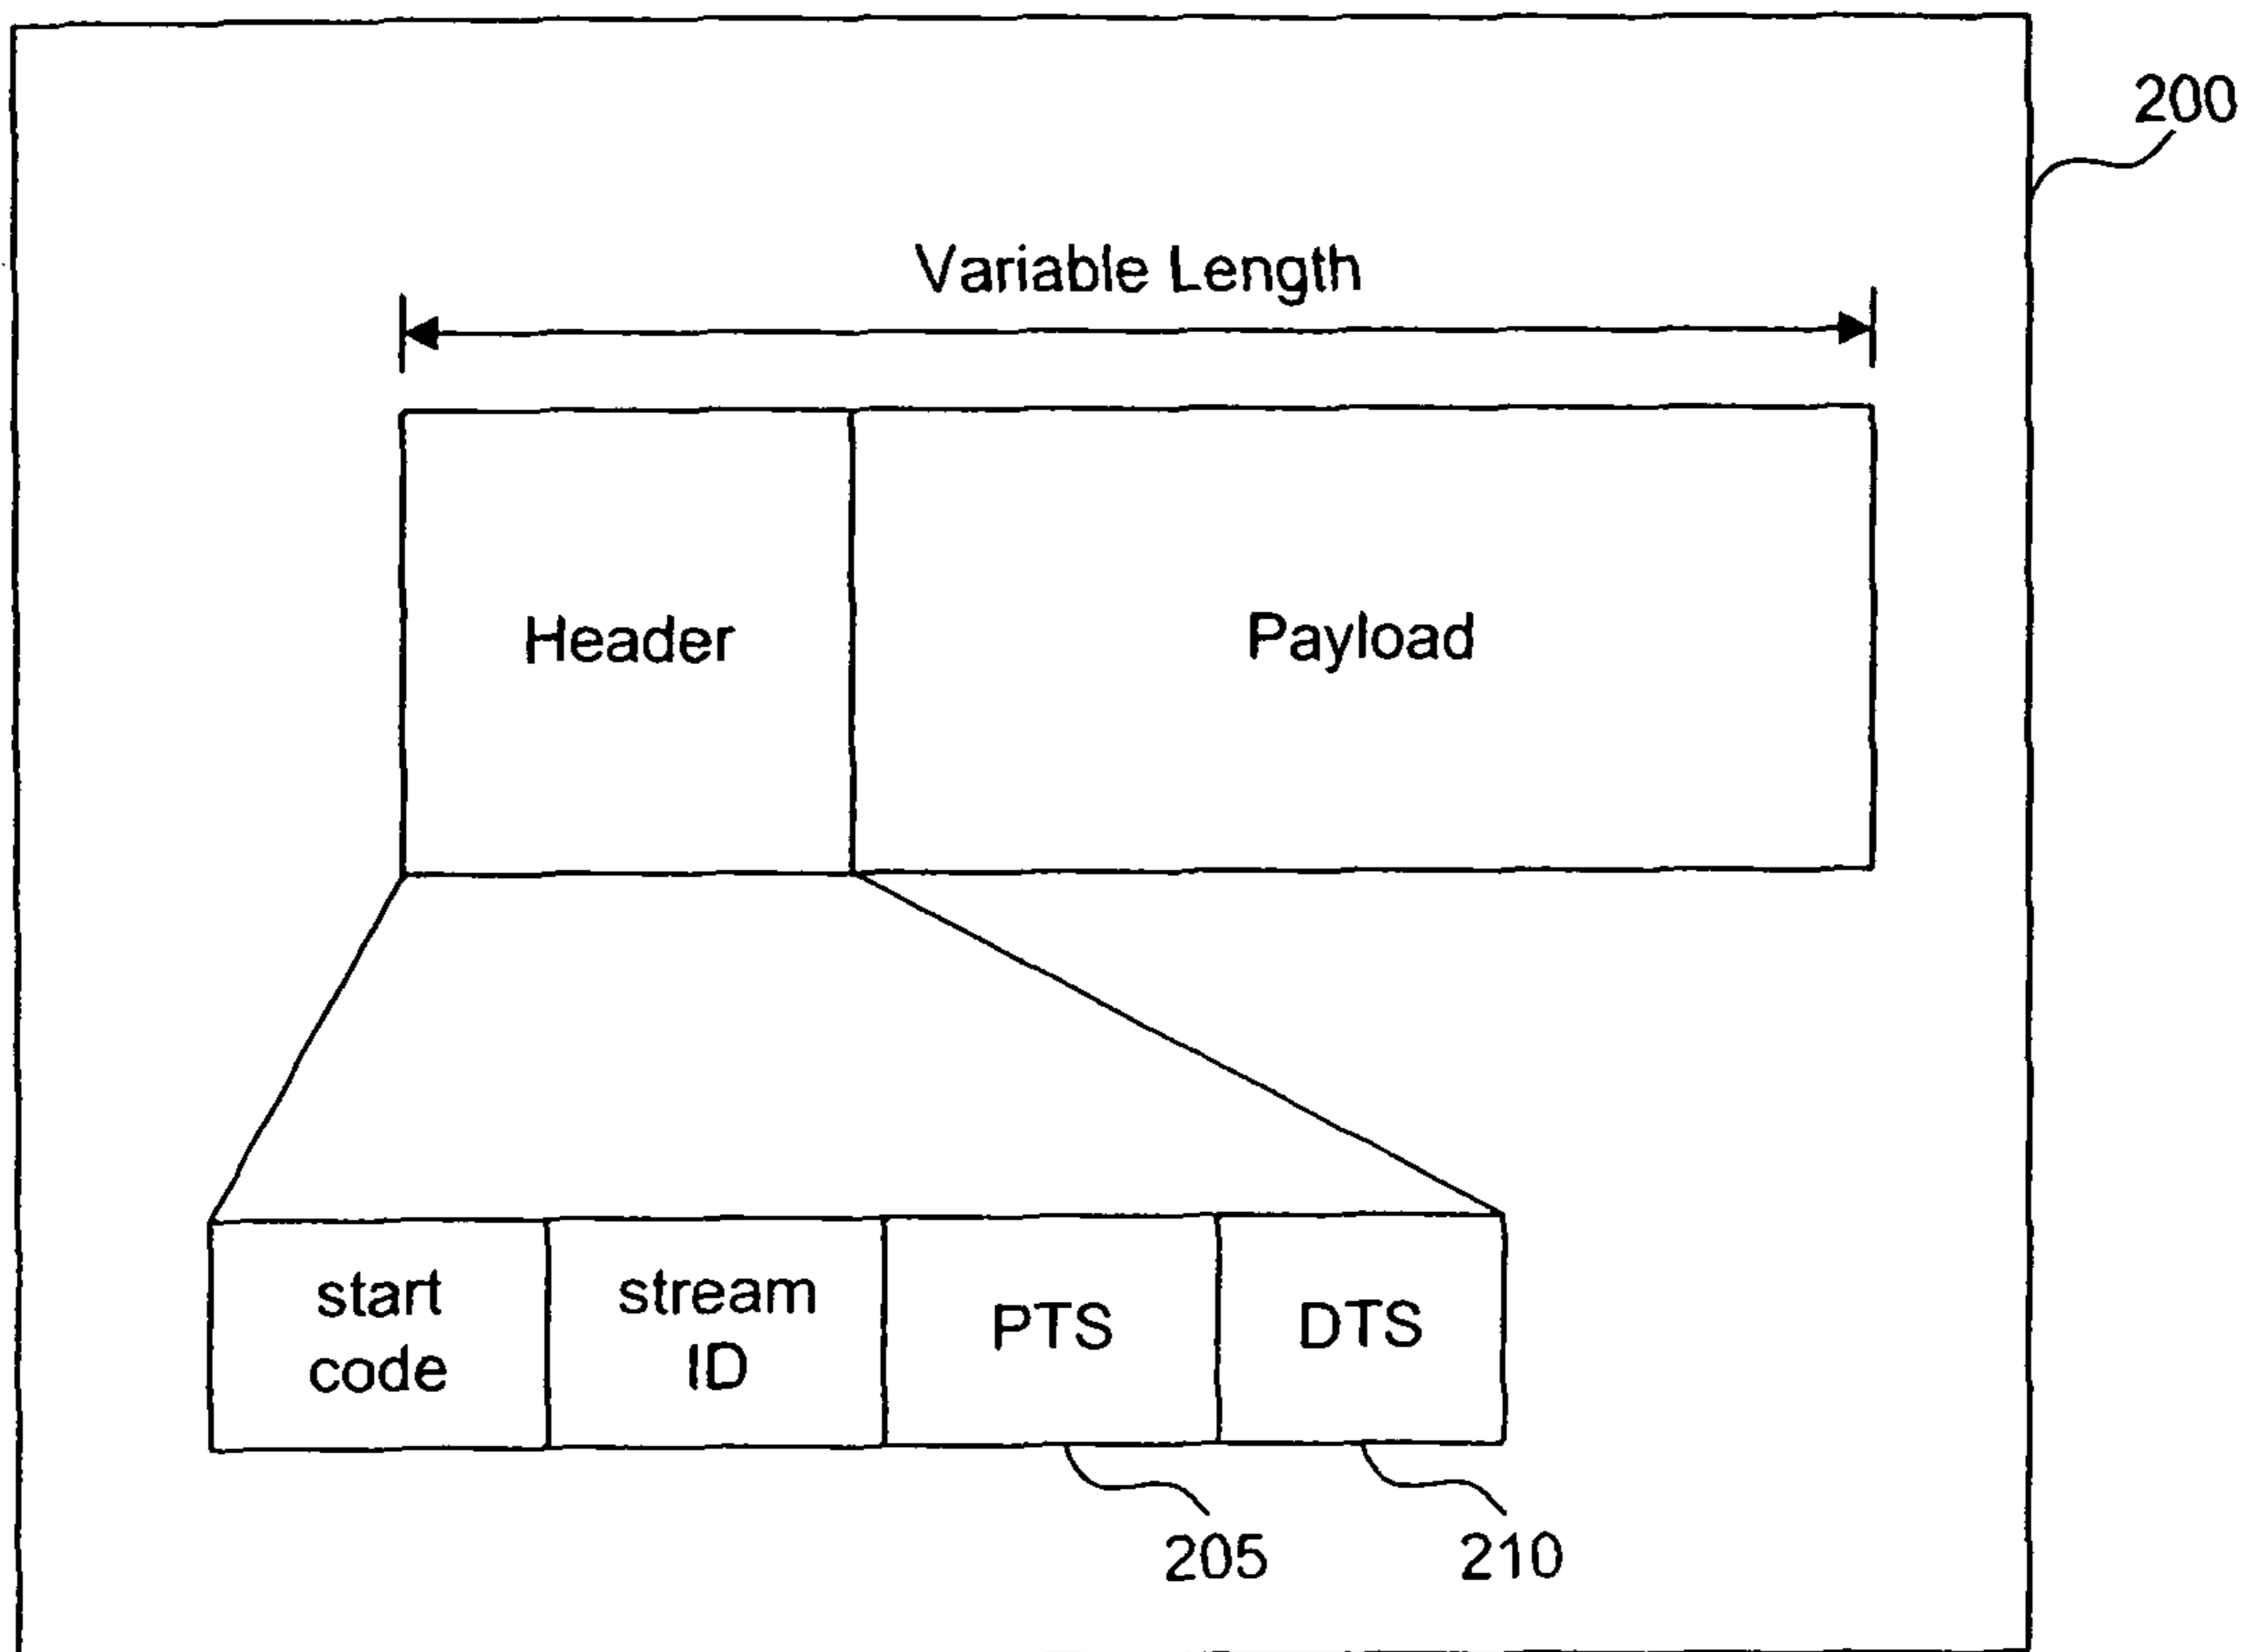 200
Variable Length
Header
Payload
start
code
stream
ID
PTS
DTS
205
210